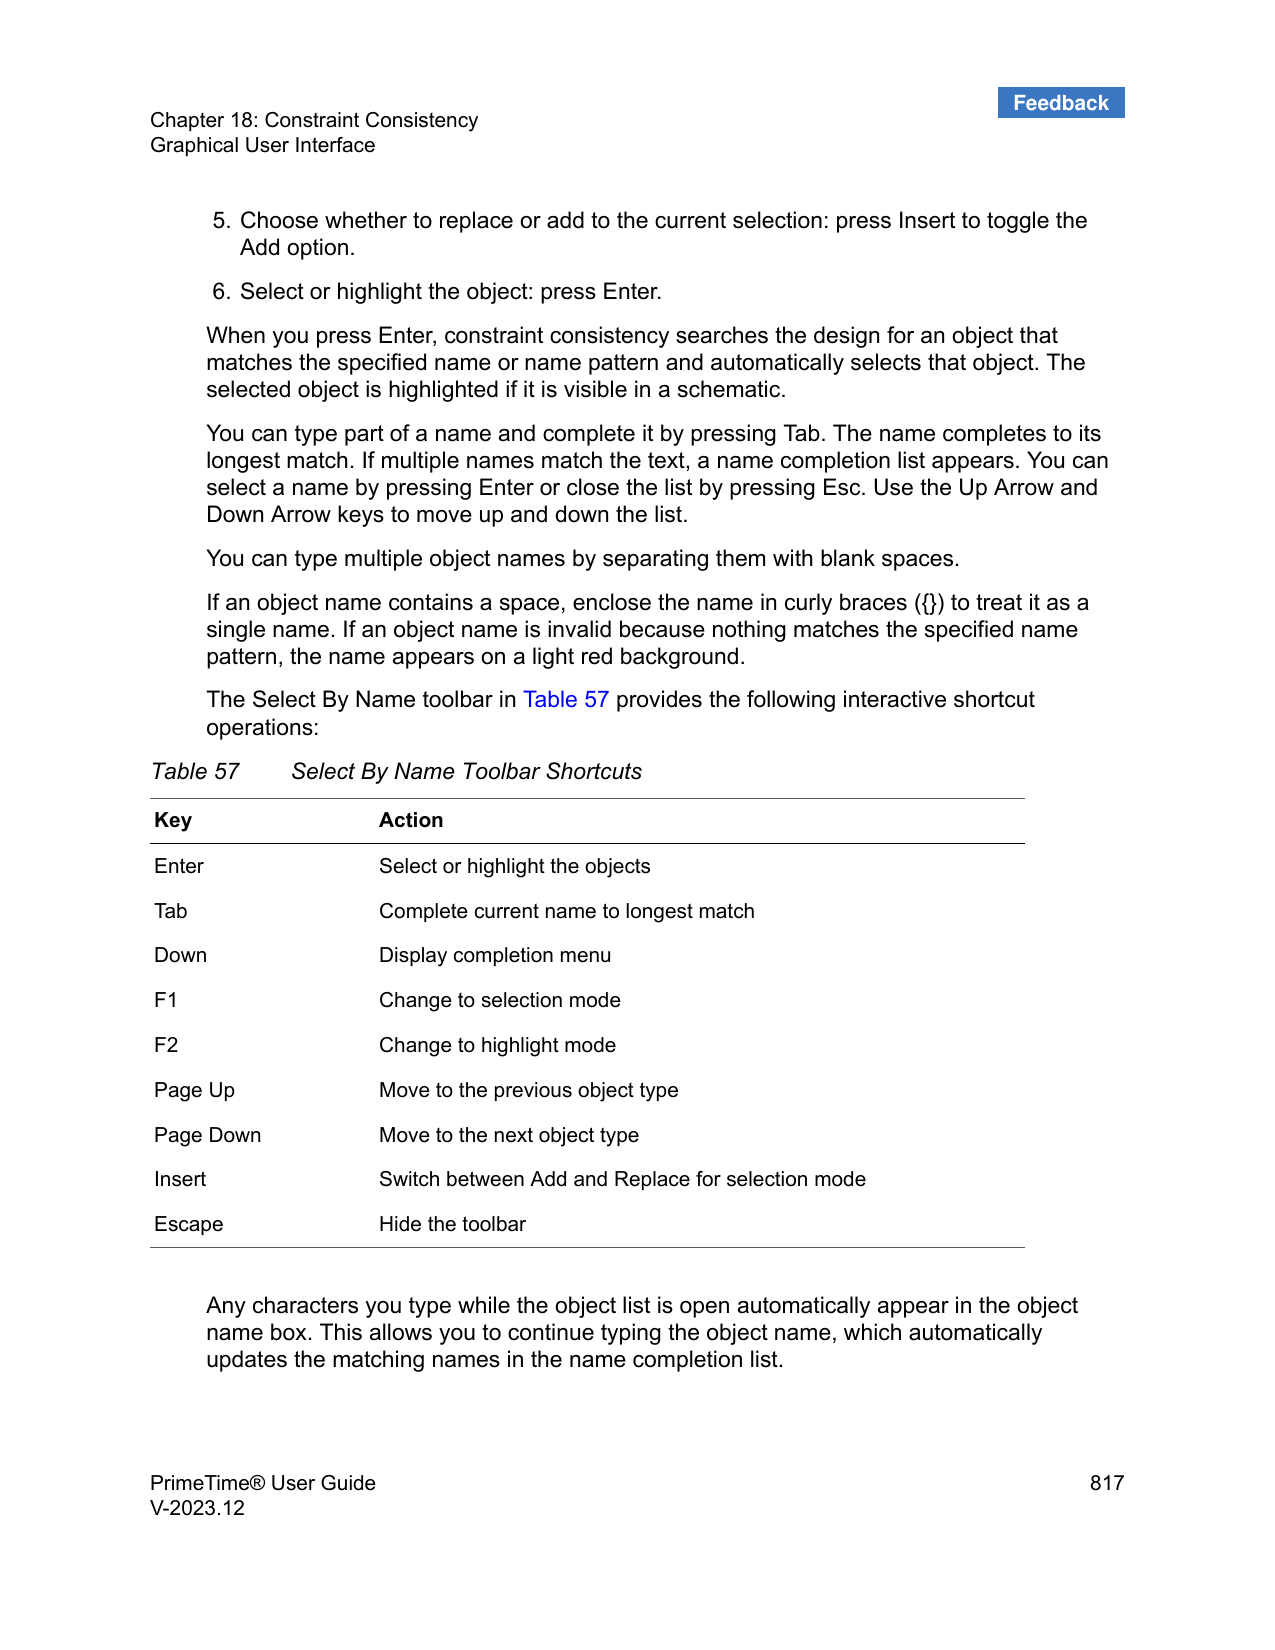 Feedback
Chapter 18: Constraint Consistency
Graphical User Interface
5. Choose whether to replace or add to the current selection: press Insert to toggle the
Add option.
6. Select or highlight the object: press Enter.
When you press Enter, constraint consistency searches the design for an object that
matches the specified name or name pattern and automatically selects that object. The
selected object is highlighted if it is visible in a schematic.
You can type part of a name and complete it by pressing Tab. The name completes to its
longest match. If multiple names match the text, a name completion list appears. You can
select a name by pressing Enter or close the list by pressing Esc. Use the Up Arrow and
Down Arrow keys to move up and down the list.
You can type multiple object names by separating them with blank spaces.
If an object name contains a space, enclose the name in curly braces ({}) to treat it as a
single name. If an object name is invalid because nothing matches the specified name
pattern, the name appears on a light red background.
The Select By Name toolbar in Table 57 provides the following interactive shortcut
operations:
Table 57 Select By Name Toolbar Shortcuts
Key Action
Enter Select or highlight the objects
Tab Complete current name to longest match
Down Display completion menu
F1 Change to selection mode
F2 Change to highlight mode
Page Up Move to the previous object type
Page Down Move to the next object type
Insert Switch between Add and Replace for selection mode
Escape Hide the toolbar
Any characters you type while the object list is open automatically appear in the object
name box. This allows you to continue typing the object name, which automatically
updates the matching names in the name completion list.
PrimeTime® User Guide 817
V-2023.12